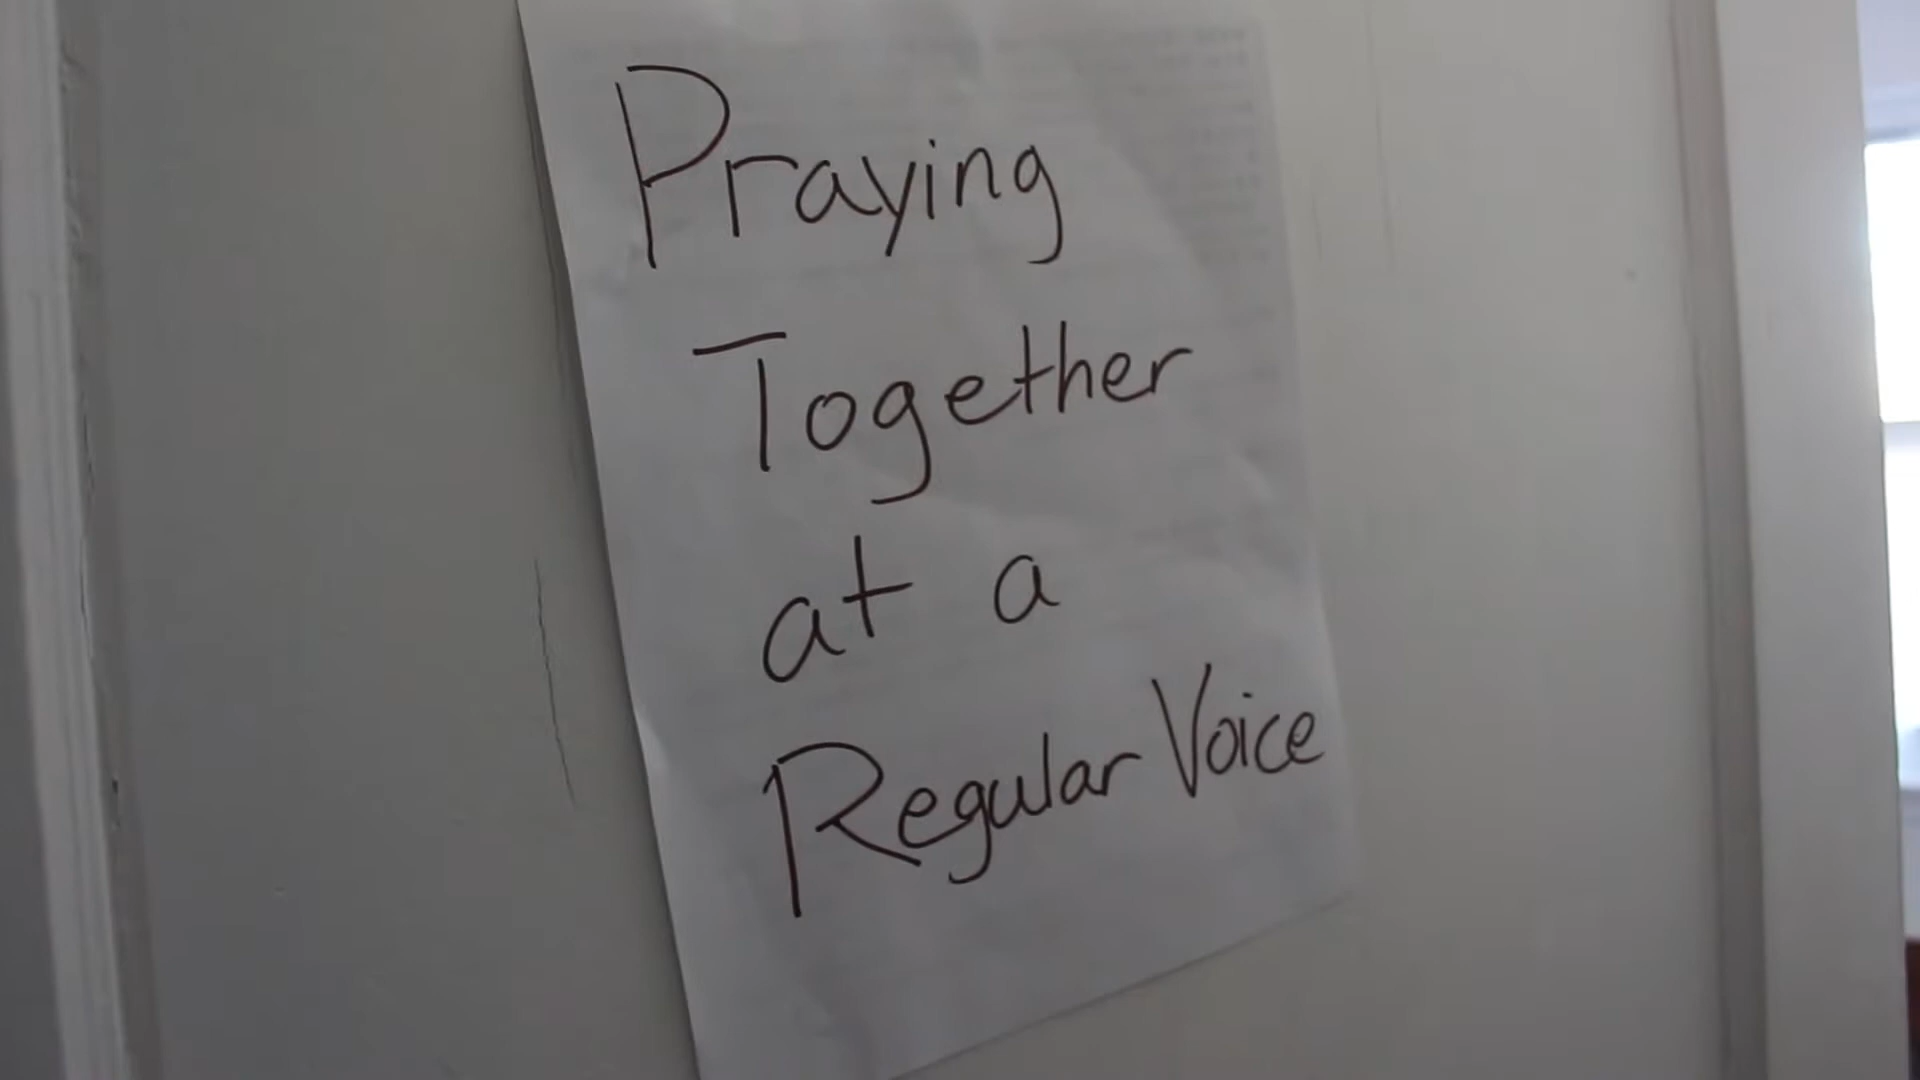 Praying
Together
at a
Regular Voice